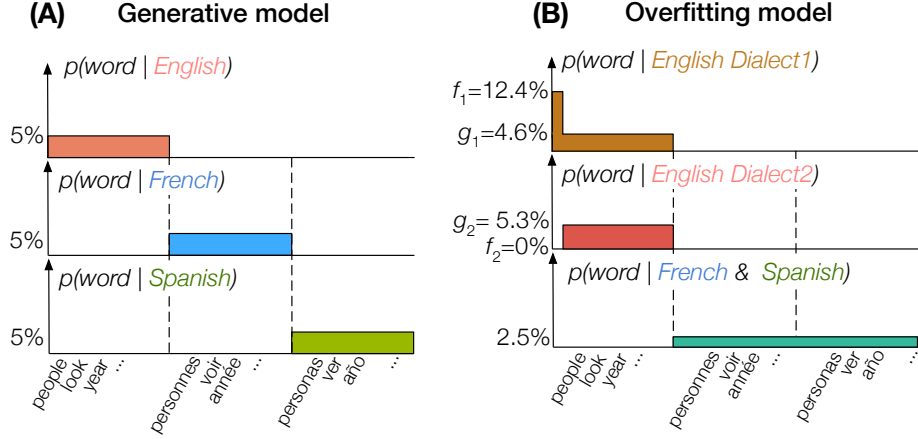 (A) Generative model
p(word | English)
5%
p(word | French)
5%
p(word | Spanish)
5%
people
look
year
...
personnes
voir
année
...
personas
ver
año
...
(B) Overfitting model
p(word | English Dialect1)
f₁=12.4%
g₁=4.6%
p(word | English Dialect2)
g₂= 5.3%
f₂=0%
p(word | French & Spanish)
2.5%
people
look
year
...
personnes
voir
année
...
personas
ver
año
...